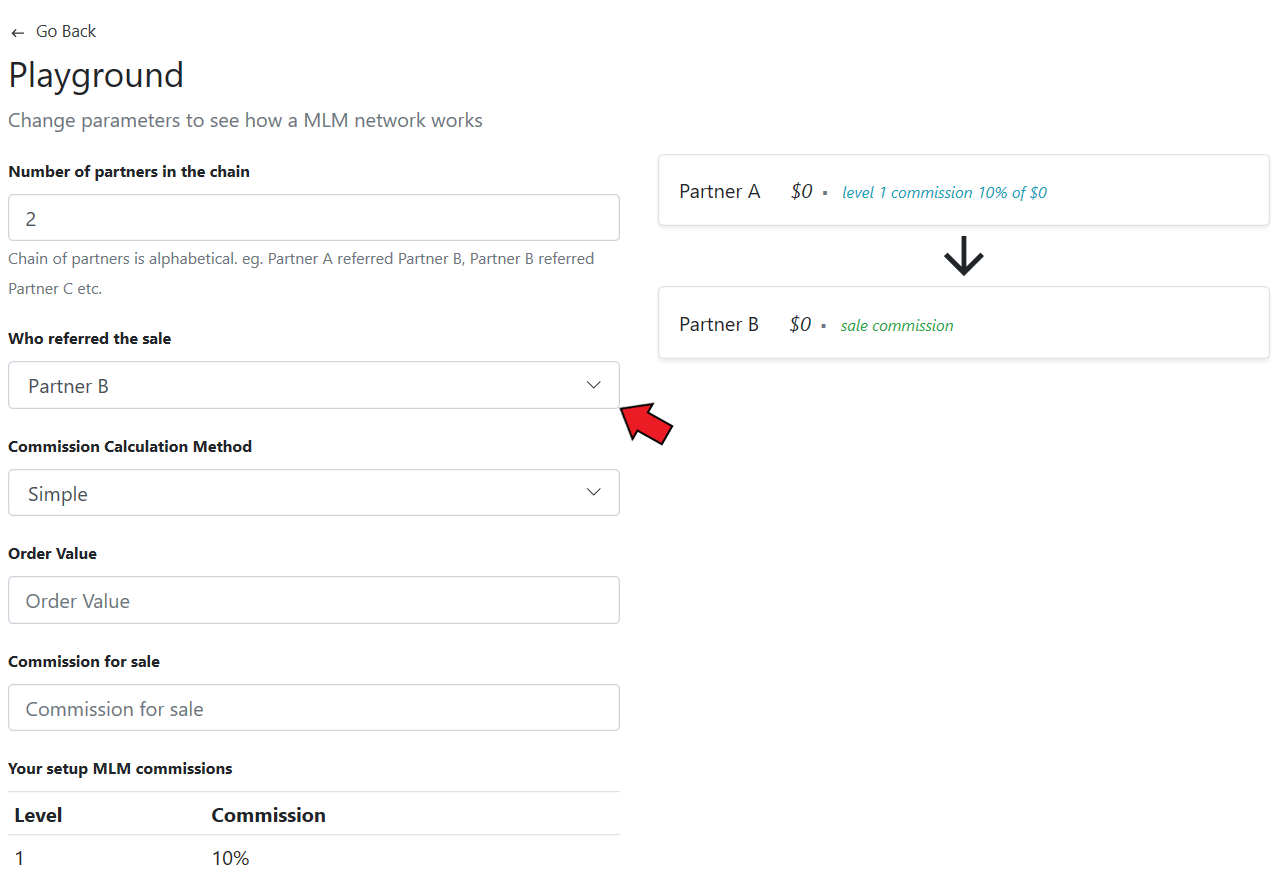 ← Go Back
Playground
Change parameters to see how a MLM network works
Number of partners in the chain
2
Chain of partners is alphabetical. eg. Partner A referred Partner B, Partner B referred
Partner C etc.
Who referred the sale
Partner B
Commission Calculation Method
Simple
Order Value
Order Value
Commission for sale
Commission for sale
Your setup MLM commissions
Level Commission
1 10%
Partner A $0 ▪ level 1 commission 10% of $0
Partner B $0 ▪ sale commission